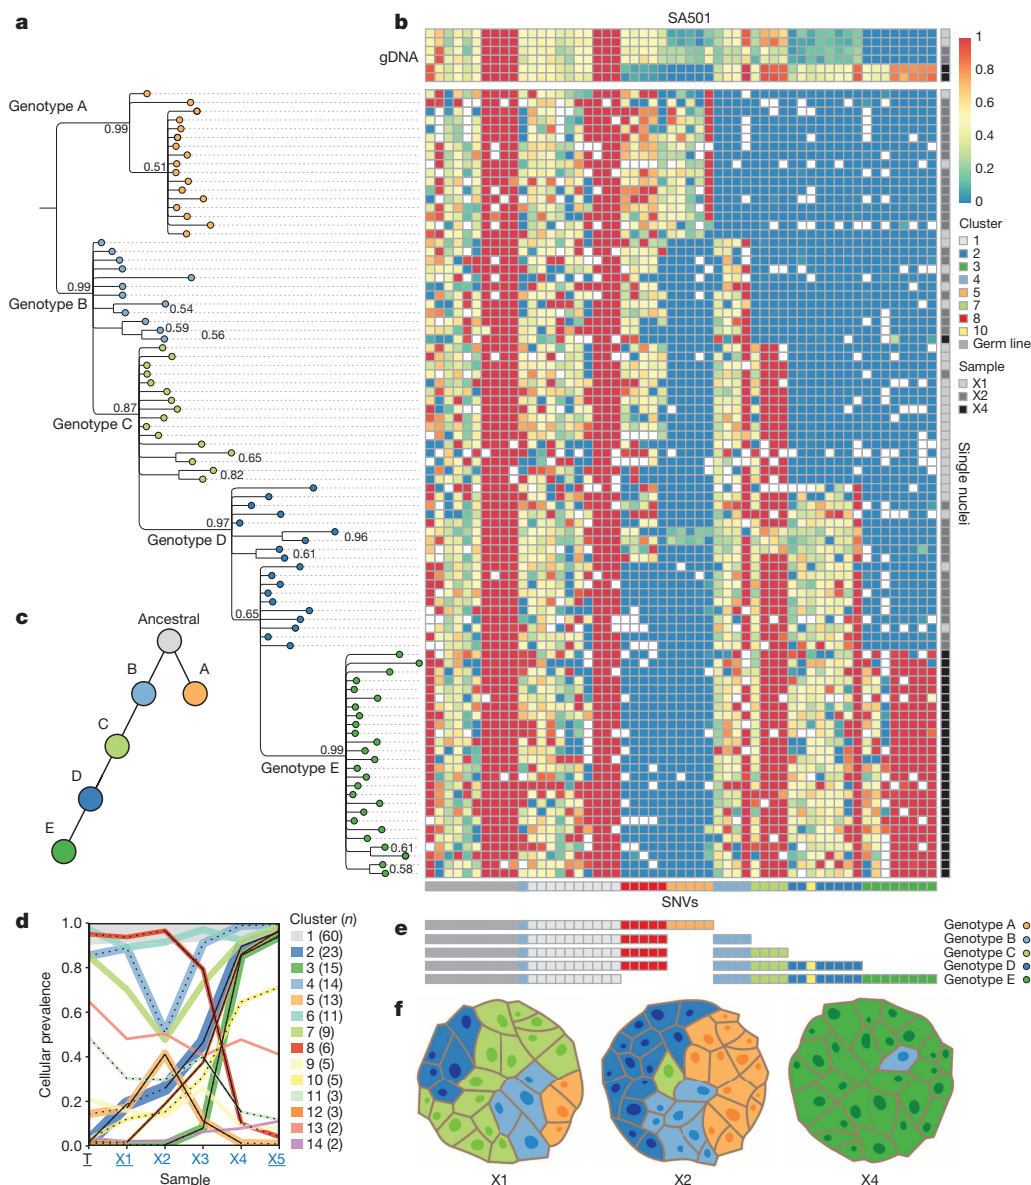 a
b
SA501
gDNA
1
0.8
0.6
0.4
0.2
0
Genotype A
0.99
0.51
Genotype B
0.99
0.54
0.59
0.56
Genotype C
0.87
0.65
0.82
Genotype D
0.97
0.96
0.61
0.65
Genotype E
0.99
0.61
0.58
Cluster
1
2
3
4
5
7
8
10
Germ line
Sample
X1
X2
X4
Single nuclei
SNVs
c
Ancestral
B
A
C
D
E
d
Cellular prevalence
1.0
0.8
0.6
0.4
0.2
0.0
T
X1
X2
X3
X4
X5
Sample
Cluster (n)
1 (60)
2 (23)
3 (15)
4 (14)
5 (13)
6 (11)
7 (9)
8 (6)
9 (5)
10 (5)
11 (3)
12 (3)
13 (2)
14 (2)
e
Genotype A
Genotype B
Genotype C
Genotype D
Genotype E
f
X1
X2
X4